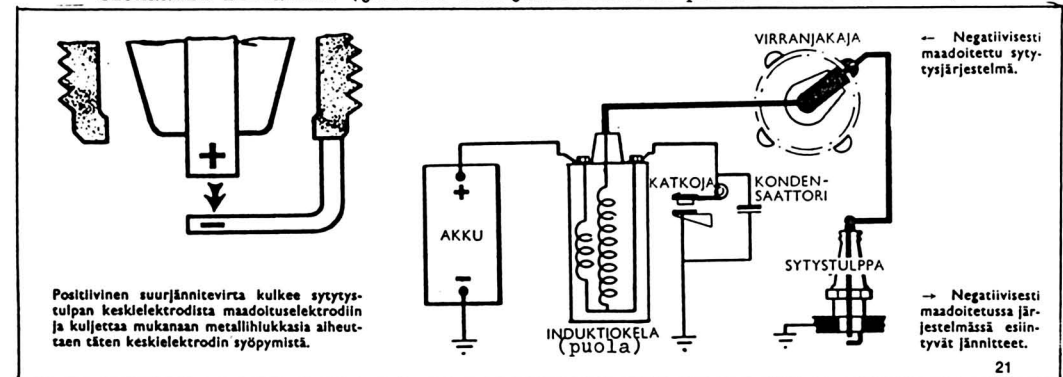 Positiivinen suurjännitevirta kulkee sytytys-
tulpan keskielektrodista maadoituselektrodiin
ja kuljettaa mukanaan metallihiukkasia aiheut-
taen täten keskielektrodin syöpymistä.
+
−
AKKU
+
−
INDUKTIOKELA
(puola)
KATKOJA
KONDEN-
SAATTORI
VIRRANJAKAJA
SYTYSTULPPA
← Negatiivisesti
maadoitettu syty-
tysjärjestelmä.
→ Negatiivisesti
maadoitetussa jär-
jestelmässä esiin-
tyvät jännitteet.
21